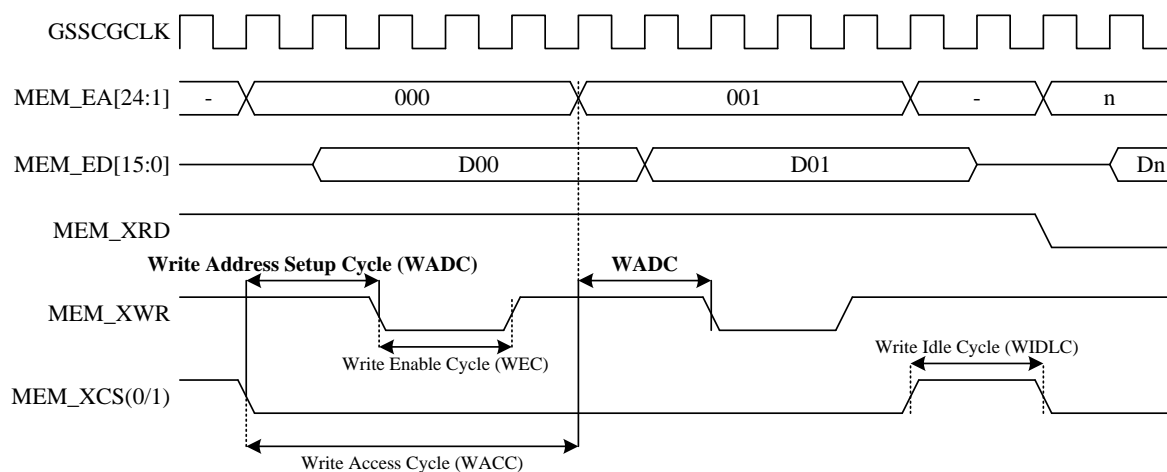 GSSCGCLK
MEM_EA[24:1] - 000 001 - n
MEM_ED[15:0] D00 D01 Dn
MEM_XRD
Write Address Setup Cycle (WADC) WADC
MEM_XWR
Write Enable Cycle (WEC) Write Idle Cycle (WIDLC)
MEM_XCS(0/1)
Write Access Cycle (WACC)